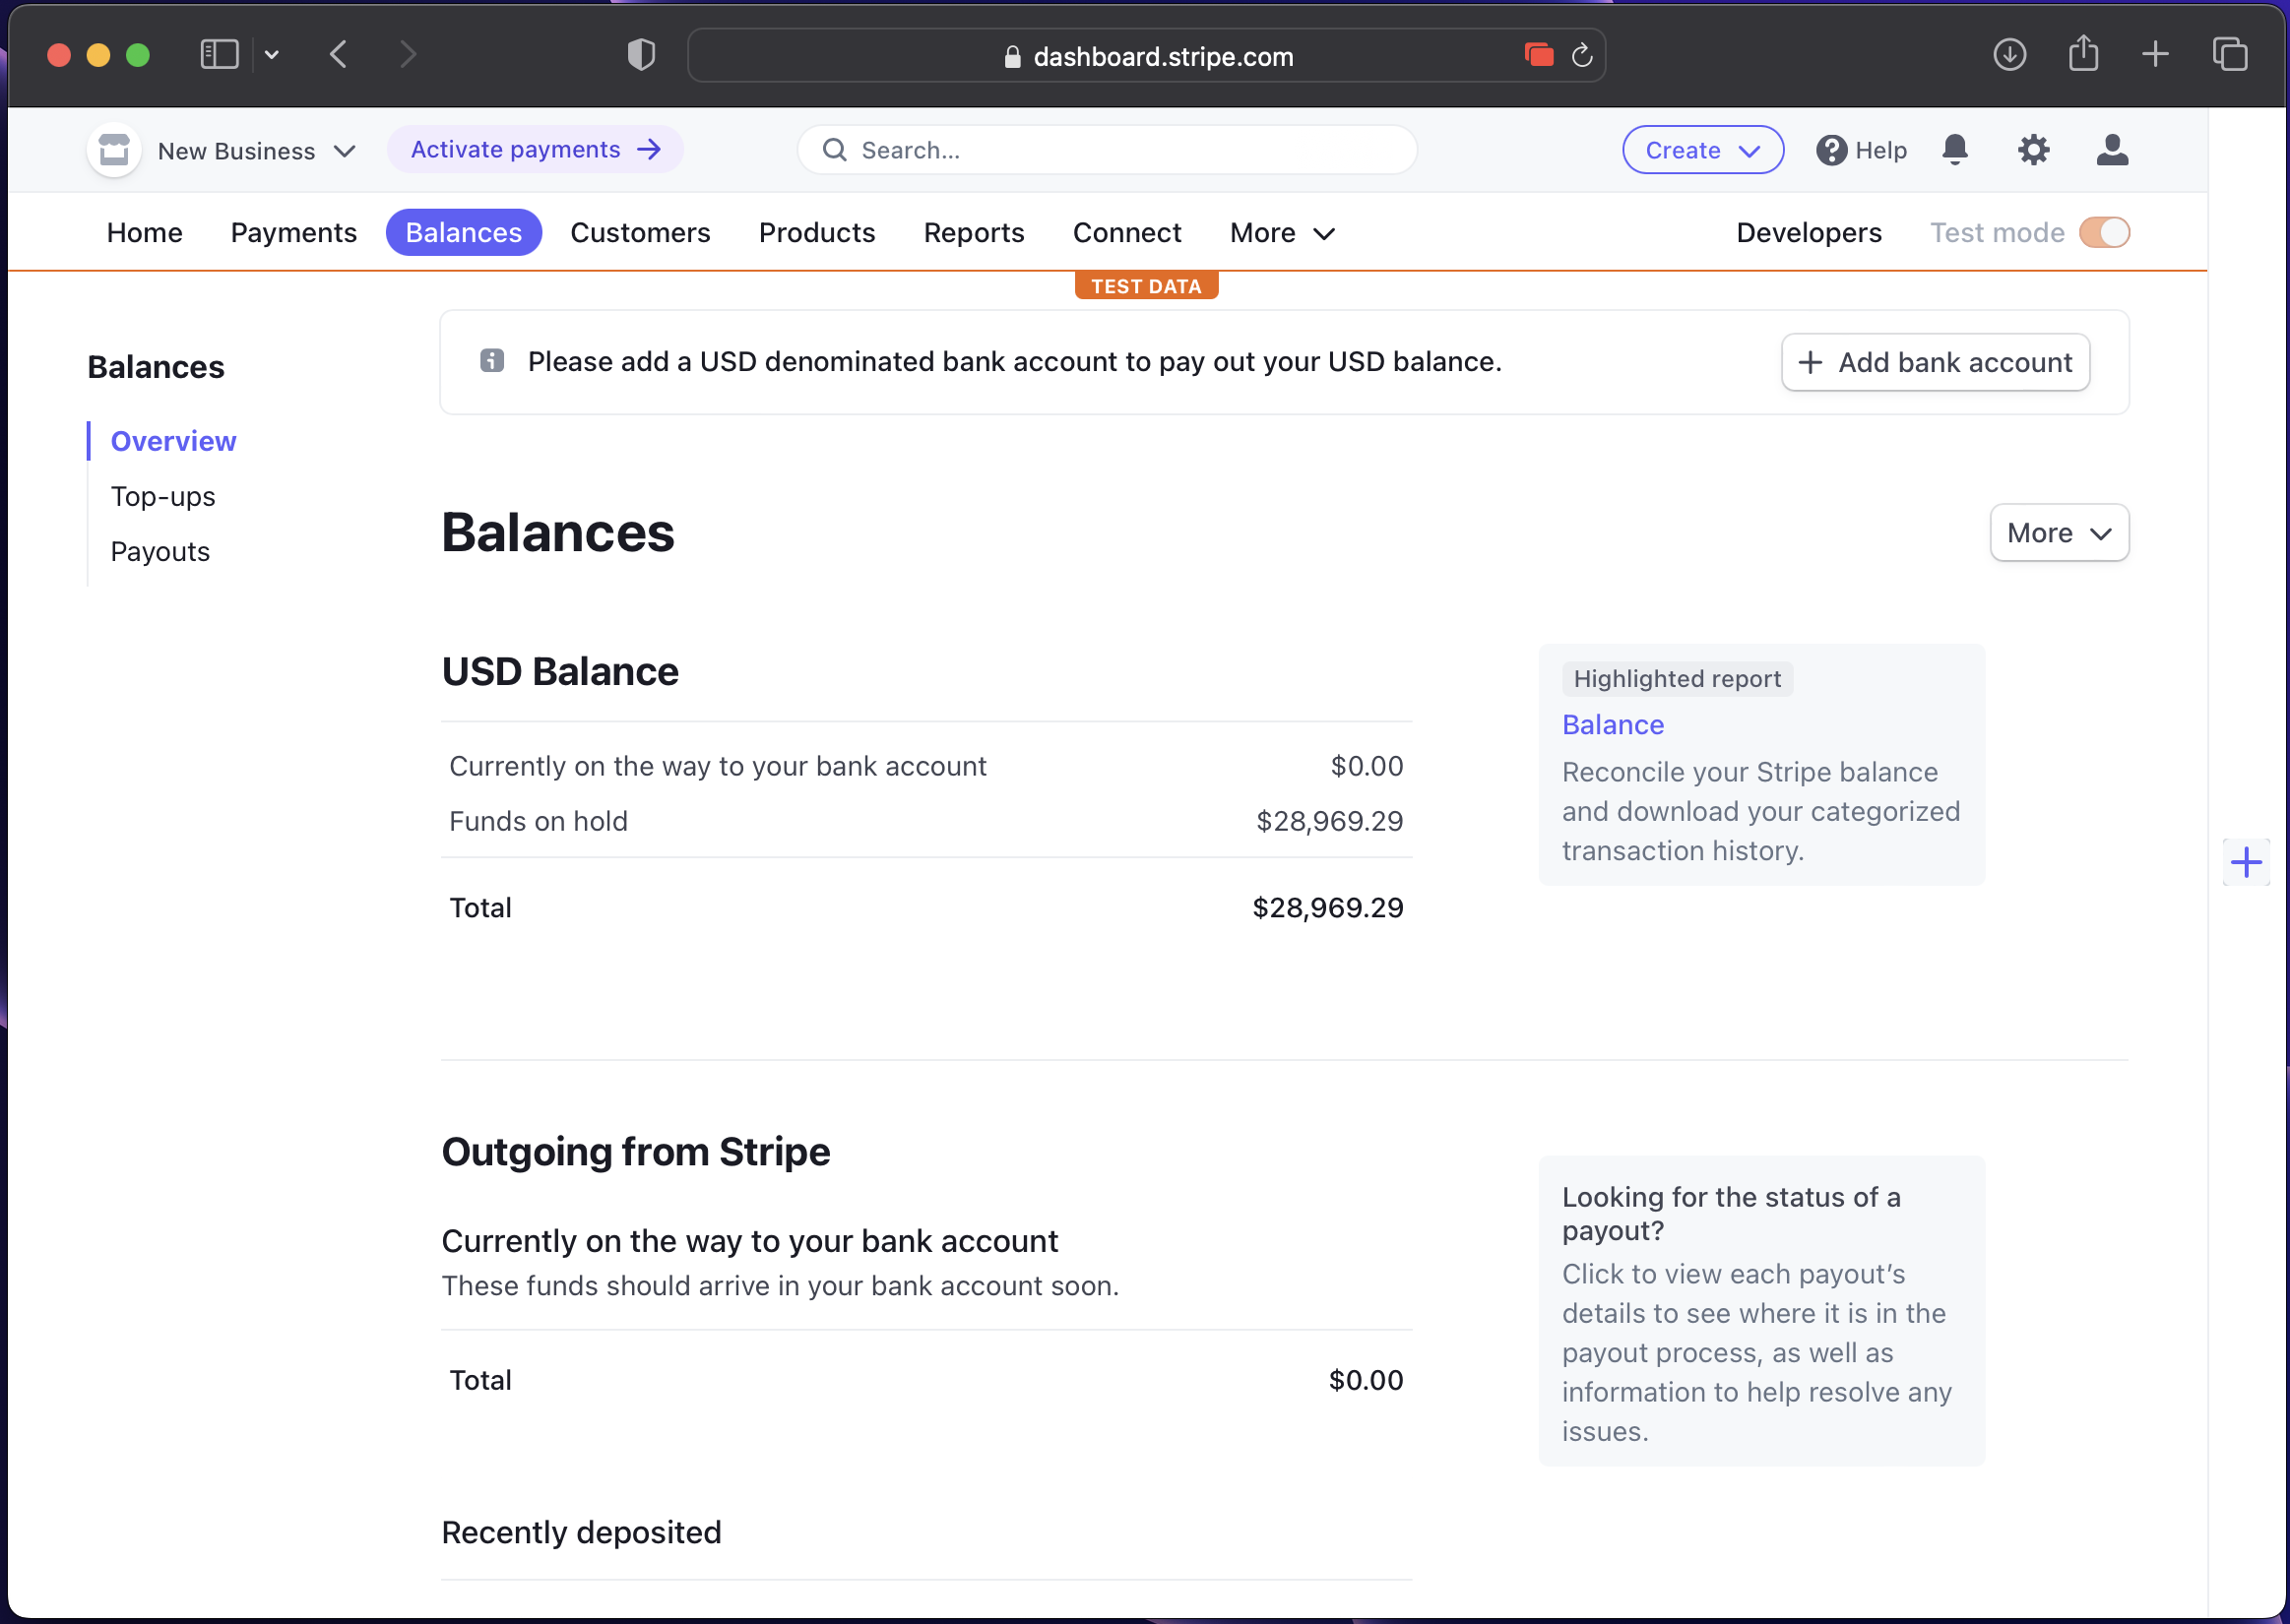 dashboard.stripe.com
New Business
Activate payments
Search...
Create
Help
Home
Payments
Balances
Customers
Products
Reports
Connect
More
Developers
Test mode
TEST DATA
Please add a USD denominated bank account to pay out your USD balance.
Add bank account
Balances
Overview
Top-ups
Payouts
Balances
More
USD Balance
Currently on the way to your bank account $0.00
Funds on hold $28,969.29
Total $28,969.29
Highlighted report
Balance
Reconcile your Stripe balance
and download your categorized
transaction history.
Outgoing from Stripe
Currently on the way to your bank account
These funds should arrive in your bank account soon.
Total $0.00
Looking for the status of a
payout?
Click to view each payout’s
details to see where it is in the
payout process, as well as
information to help resolve any
issues.
Recently deposited